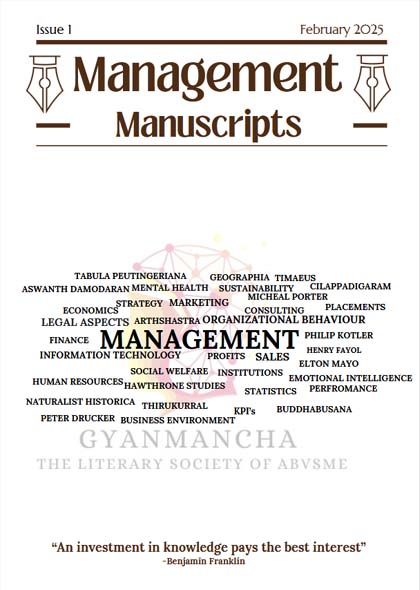 Issue 1 February 2025
Management
Manuscripts
TABULA PEUTINGERIANA GEOGRAPHIA TIMAEUS
ASWANTH DAMODARAN MENTAL HEALTH SUSTAINABILITY CILAPPADIGARAM
STRATEGY MARKETING MICHEAL PORTER
ECONOMICS CONSULTING PLACEMENTS
LEGAL ASPECTS ARTHSHASTRA ORGANIZATIONAL BEHAVIOUR
FINANCE MANAGEMENT PHILIP KOTLER
HENRY FAYOL
INFORMATION TECHNOLOGY PROFITS SALES
ELTON MAYO
SOCIAL WELFARE INSTITUTIONS
HUMAN RESOURCES HAWTHRONE STUDIES EMOTIONAL INTELLIGENCE
STATISTICS PERFROMANCE
NATURALIST HISTORICA THIRUKURRAL KPI's BUDDHABUSANA
PETER DRUCKER BUSINESS ENVIRONMENT
GYANMANCHA
THE LITERARY SOCIETY OF ABVSME
“An investment in knowledge pays the best interest”
-Benjamin Franklin